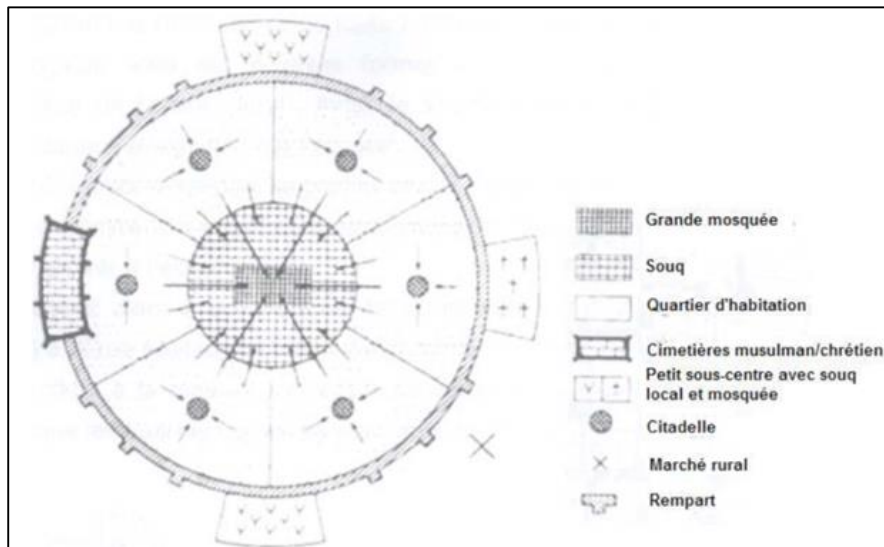 Grande mosquée
Souq
Quartier d'habitation
Cimetières musulman/chrétien
Petit sous-centre avec souq
local et mosquée
Citadelle
Marché rural
Rempart